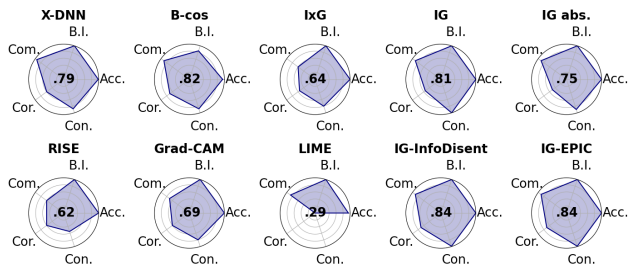 X-DNN B-cos IxG IG IG abs.
B.I. B.I. B.I. B.I. B.I.
Com. Com. Com. Com. Com.
.79 Acc. .82 Acc. .64 Acc. .81 Acc. .75 Acc.
Cor. Cor. Cor. Cor. Cor.
Con. Con. Con. Con. Con.
RISE Grad-CAM LIME IG-InfoDisent IG-EPIC
B.I. B.I. B.I. B.I. B.I.
Com. Com. Com. Com. Com.
.62 Acc. .69 Acc. .29 Acc. .84 Acc. .84 Acc.
Cor. Cor. Cor. Cor. Cor.
Con. Con. Con. Con. Con.